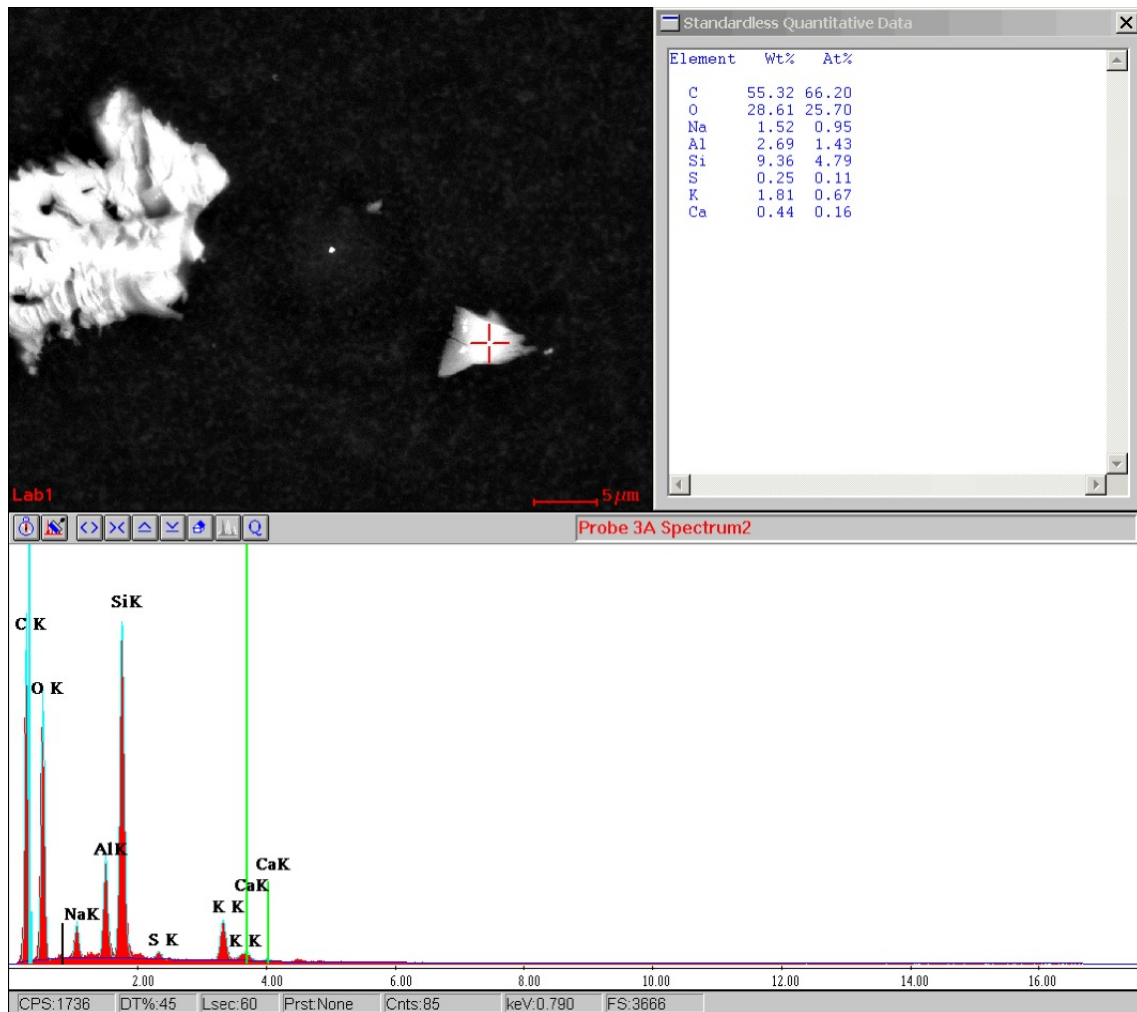 Standardless Quantitative Data
Element Wt% At%
C 55.32 66.20
O 28.61 25.70
Na 1.52 0.95
Al 2.69 1.43
Si 9.36 4.79
S 0.25 0.11
K 1.81 0.67
Ca 0.44 0.16
Lab1
5 µm
Q
Probe 3A Spectrum2
SiK
C K
O K
AlK
CaK
CaK
K K
NaK
S K
K K
2.00 4.00 6.00 8.00 10.00 12.00 14.00 16.00
CPS:1736 DT%:45 Lsec:60 Prst:None Cnts:85 keV:0.790 FS:3666